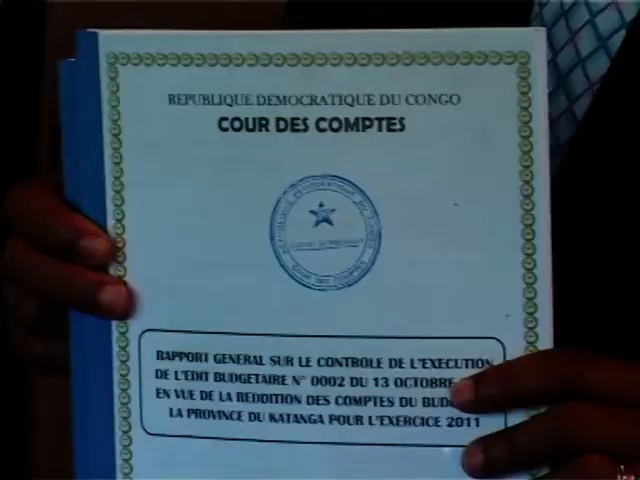 REPUBLIQUE DEMOCRATIQUE DU CONGO
COUR DES COMPTES
RAPPORT GENERAL SUR LE CONTROLE DE L'EXECUTION
DE L'EDIT BUDGETAIRE N° 0002 DU 13 OCTOBRE
EN VUE DE LA REDDITION DES COMPTES DU BUD
LA PROVINCE DU KATANGA POUR L'EXERCICE 2011